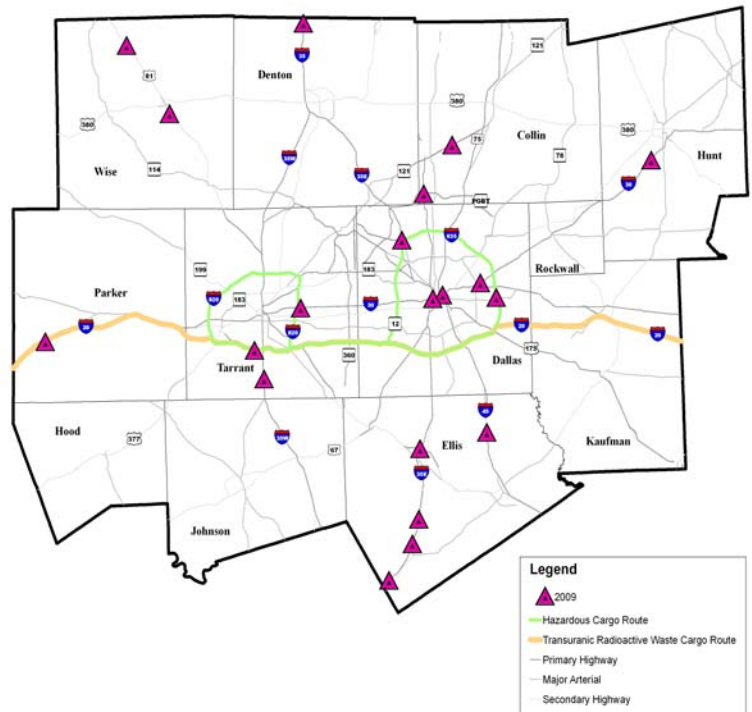 35
Denton
121
81
380
75
Collin
380
380
35W
Wise
114
35E
121
78
Hunt
30
PGBT
635
199
183
Rockwall
Parker
820
183
30
12
20
820
20
20
175
360
Tarrant
Dallas
Hood
377
35W
67
45
Ellis
35E
Kaufman
Johnson
Legend
2009
Hazardous Cargo Route
Transuranic Radioactive Waste Cargo Route
Primary Highway
Major Arterial
Secondary Highway